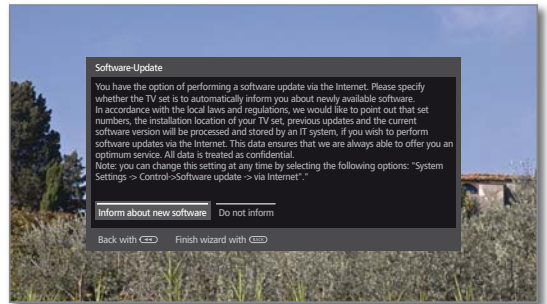 Software-Update
You have the option of performing a software update via the Internet. Please specify
whether the TV set is to automatically inform you about newly available software.
In accordance with the local laws and regulations, we would like to point out that set
numbers, the installation location of your TV set, previous updates and the current
software version will be processed and stored by an IT system, if you wish to perform
software updates via the Internet. This data ensures that we are always able to offer you an
optimum service. All data is treated as confidential.
Note: you can change this setting at any time by selecting the following options: "System
Settings -> Control->Software update -> via Internet"."
Inform about new software Do not inform
Back with Finish wizard with BACK